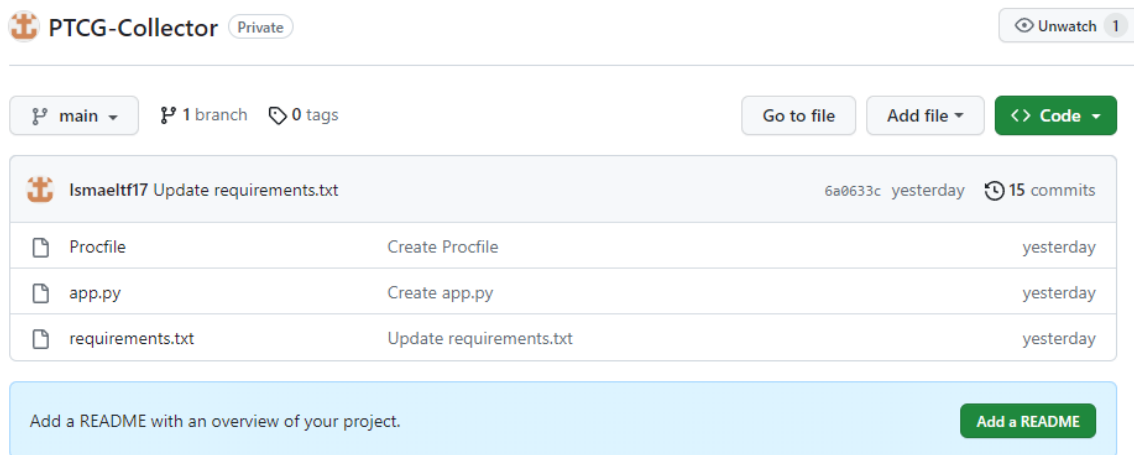 PTCG-Collector Private Unwatch 1
main 1 branch 0 tags Go to file Add file <> Code
Ismaeltf17 Update requirements.txt 6a0633c yesterday 15 commits
Procfile Create Procfile yesterday
app.py Create app.py yesterday
requirements.txt Update requirements.txt yesterday
Add a README with an overview of your project. Add a README